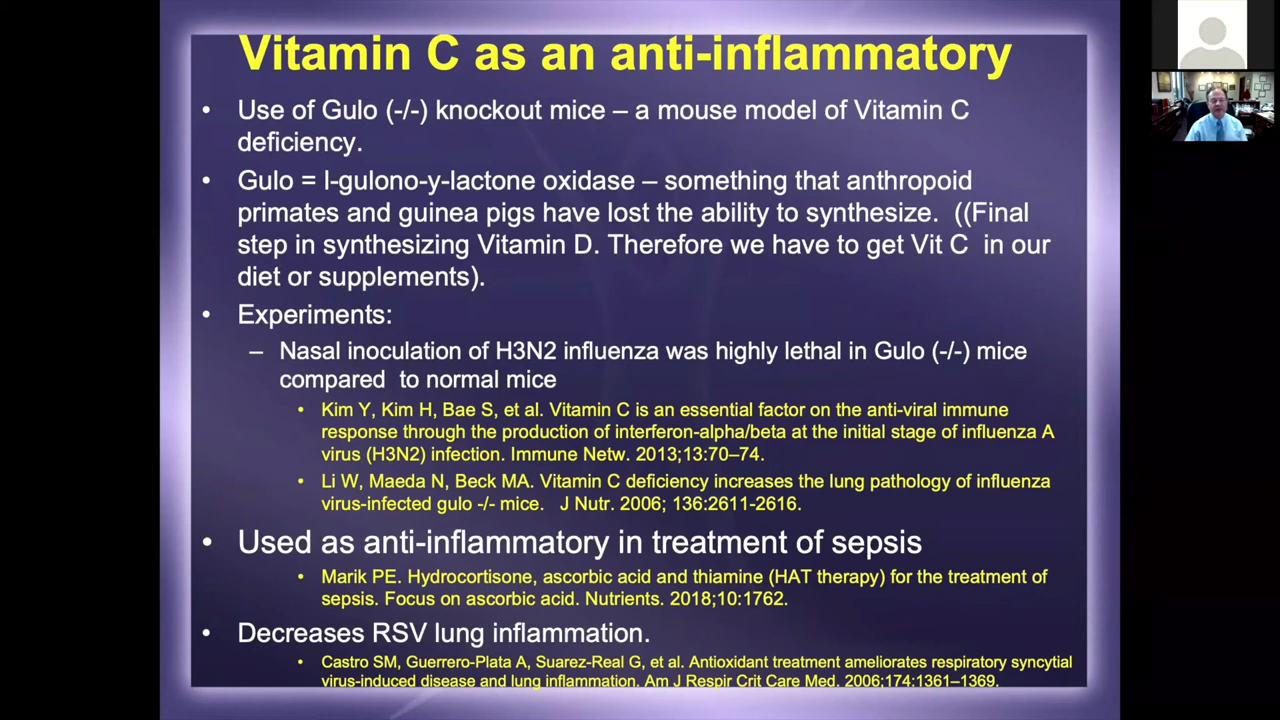 Vitamin C as an anti-inflammatory
• Use of Gulo (-/-) knockout mice – a mouse model of Vitamin C
deficiency.
• Gulo = l-gulono-y-lactone oxidase – something that anthropoid
primates and guinea pigs have lost the ability to synthesize.  ((Final
step in synthesizing Vitamin D. Therefore we have to get Vit C  in our
diet or supplements).
• Experiments:
– Nasal inoculation of H3N2 influenza was highly lethal in Gulo (-/-) mice
compared  to normal mice
• Kim Y, Kim H, Bae S, et al. Vitamin C is an essential factor on the anti-viral immune
response through the production of interferon-alpha/beta at the initial stage of influenza A
virus (H3N2) infection. Immune Netw. 2013;13:70–74.
• Li W, Maeda N, Beck MA. Vitamin C deficiency increases the lung pathology of influenza
virus-infected gulo -/- mice.   J Nutr. 2006; 136:2611-2616.
• Used as anti-inflammatory in treatment of sepsis
• Marik PE. Hydrocortisone, ascorbic acid and thiamine (HAT therapy) for the treatment of
sepsis. Focus on ascorbic acid. Nutrients. 2018;10:1762.
• Decreases RSV lung inflammation.
• Castro SM, Guerrero-Plata A, Suarez-Real G, et al. Antioxidant treatment ameliorates respiratory syncytial
virus-induced disease and lung inflammation. Am J Respir Crit Care Med. 2006;174:1361–1369.